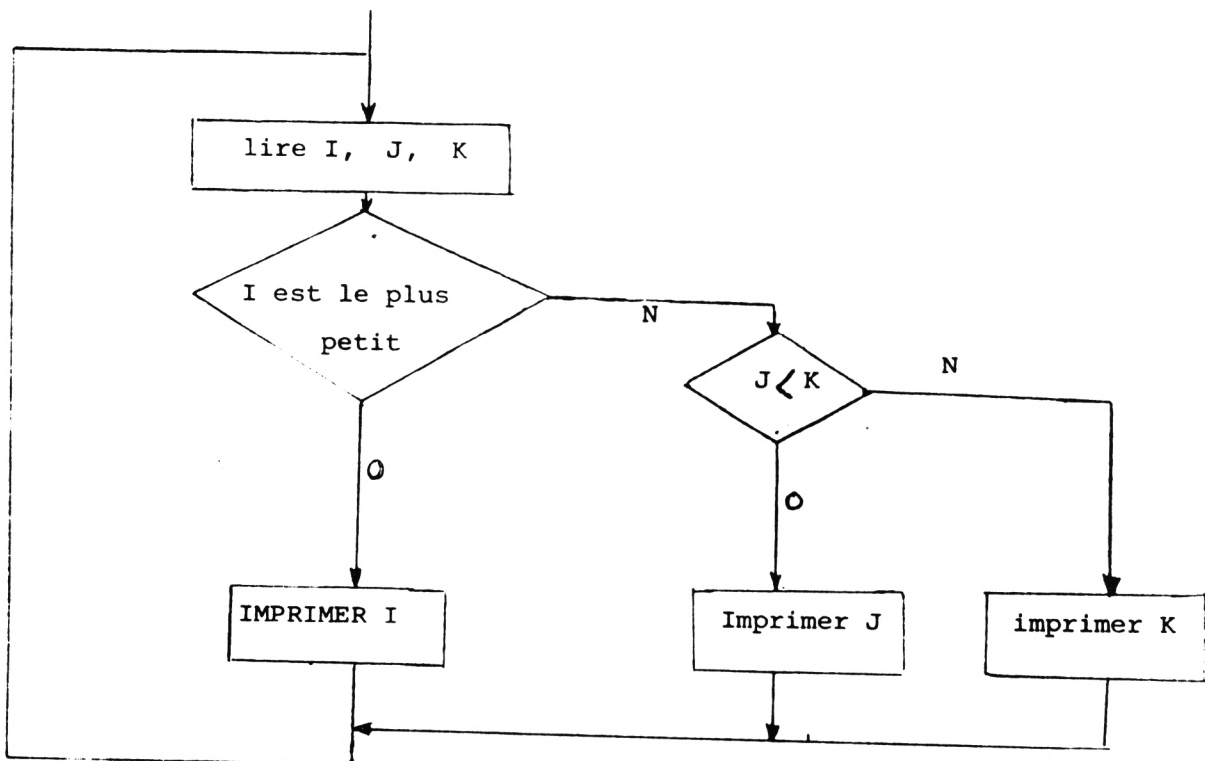 lire I, J, K
I est le plus
petit
N
J < K
N
O
O
IMPRIMER I
Imprimer J
imprimer K